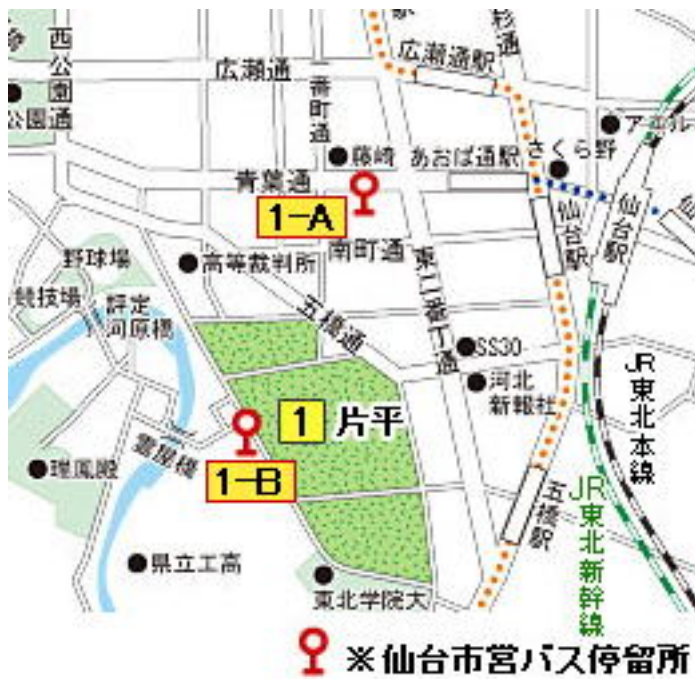 西公園通
公園通
広瀬通
一番町通
広瀬通駅
杉通
藤崎
青葉通
あおば通駅
さくら野
アエル
仙台駅
仙台駅
仙
1-A
南町通
東二番丁通
野球場
高等裁判所
競技場
評定
河原橋
五橋通
SS30
河北
新報社
JR東北本線
1 片平
霊屋橋
瑞鳳殿
1-B
五橋駅
JR東北新幹線
県立工高
東北学院大
※仙台市営バス停留所